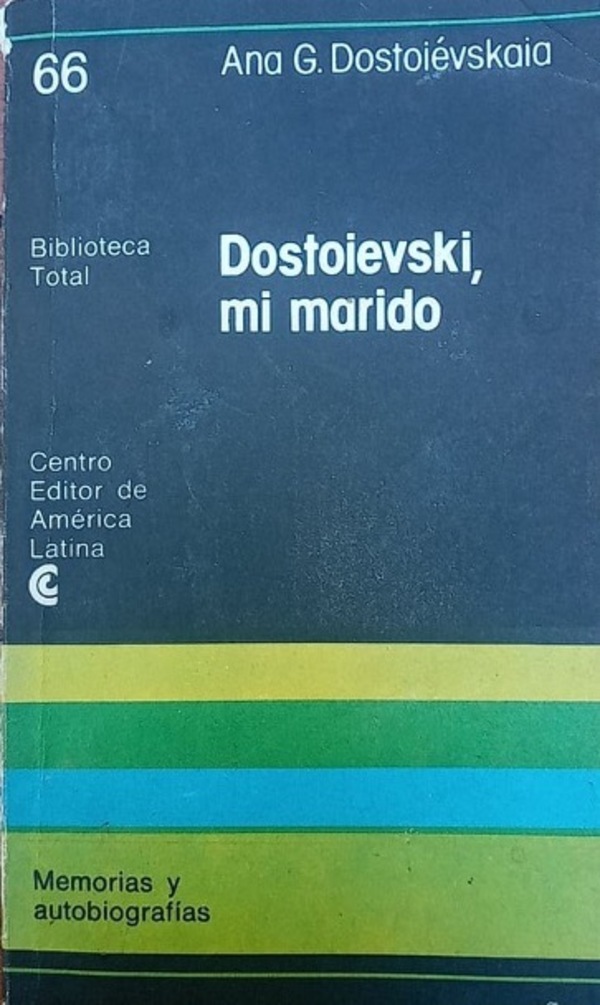 66
Ana G. Dostoiévskaia
Biblioteca
Total
Dostoievski,
mi marido
Centro
Editor de
América
Latina
Memorias y
autobiografías